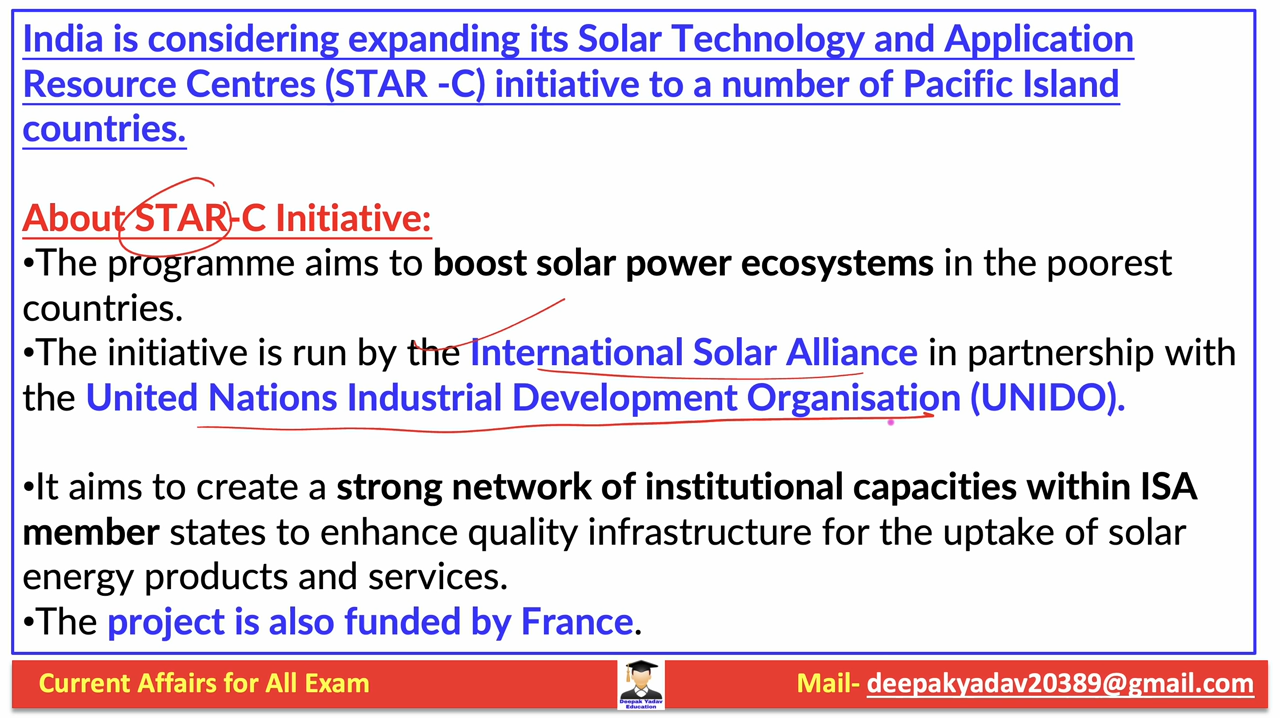 India is considering expanding its Solar Technology and Application
Resource Centres (STAR -C) initiative to a number of Pacific Island
countries.
About STAR-C Initiative:
•The programme aims to boost solar power ecosystems in the poorest
countries.
•The initiative is run by the International Solar Alliance in partnership with
the United Nations Industrial Development Organisation (UNIDO).
•It aims to create a strong network of institutional capacities within ISA
member states to enhance quality infrastructure for the uptake of solar
energy products and services.
•The project is also funded by France.
Current Affairs for All Exam
Deepak Yadav
Education
Mail- deepakyadav20389@gmail.com